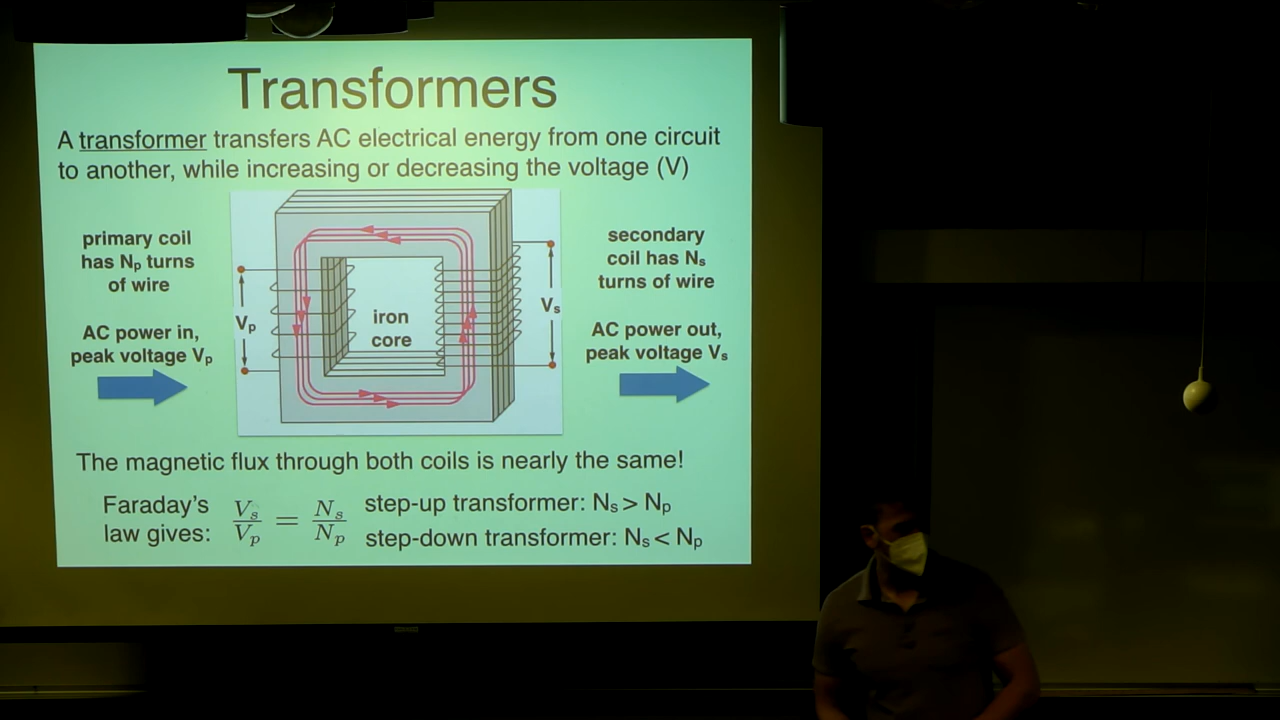 Transformers
A transformer transfers AC electrical energy from one circuit
to another, while increasing or decreasing the voltage (V)
primary coil
has Np turns
of wire
AC power in,
peak voltage Vp
Vp
iron
core
Vs
secondary
coil has Ns
turns of wire
AC power out,
peak voltage Vs
The magnetic flux through both coils is nearly the same!
Faraday's
law gives:
Vs/Vp = Ns/Np
step-up transformer: Ns > Np
step-down transformer: Ns < Np